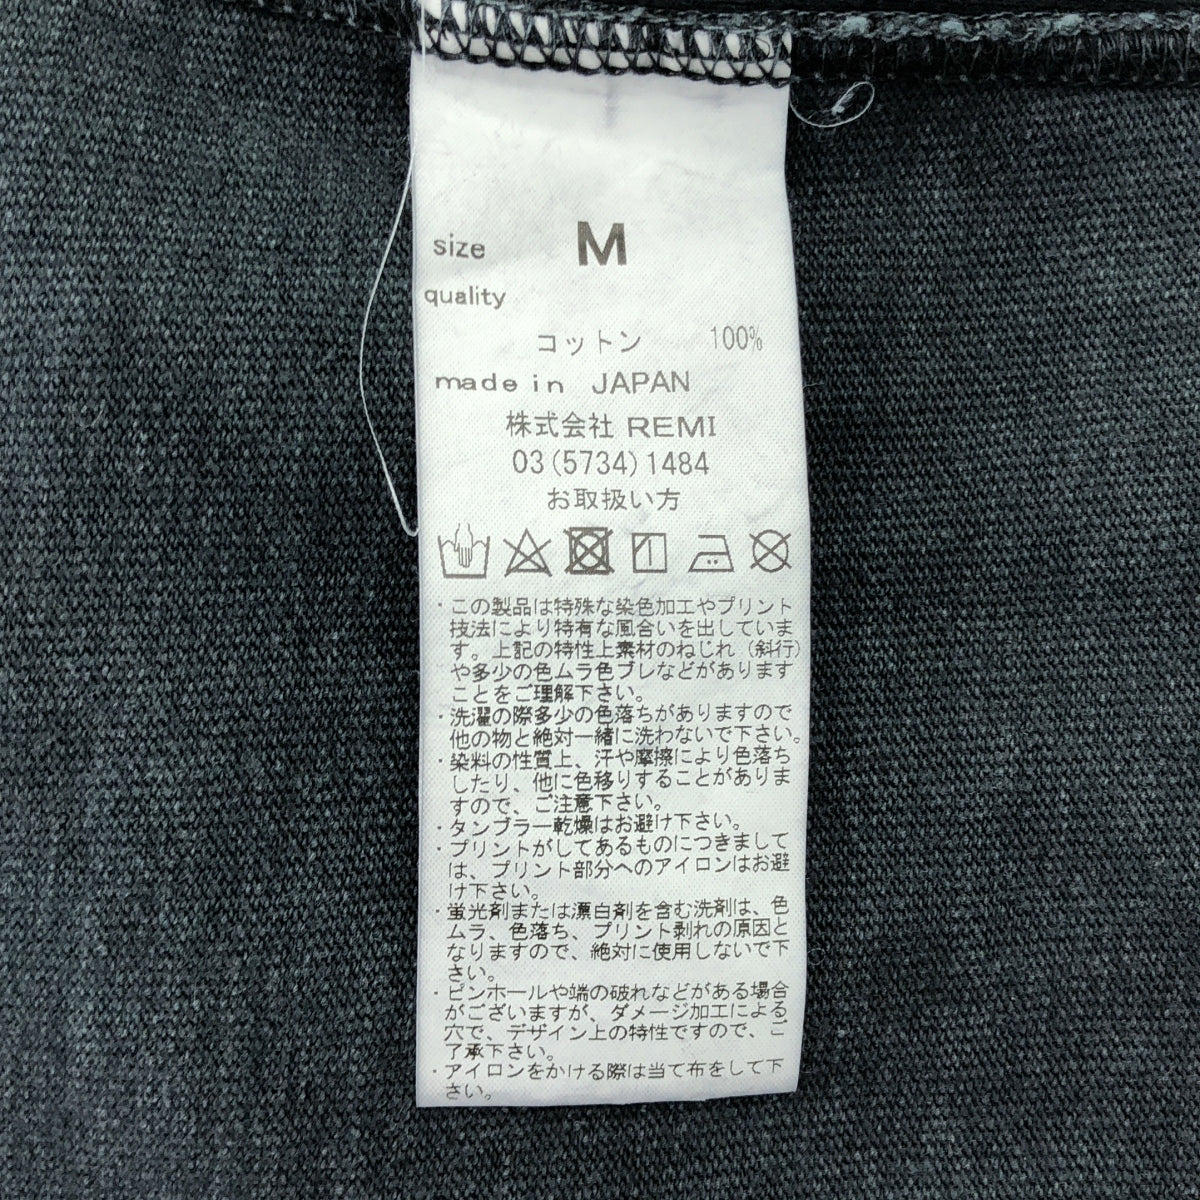 size M
quality
コットン 100%
made in JAPAN
株式会社 REMI
03(5734)1484
お取扱い方
・この製品は特殊な染色加工やプリント
技法により特有な風合いを出していま
す。上記の特性上素材のねじれ（斜行）
や多少の色ムラ色ブレなどがあります
ことをご理解下さい。
・洗濯の際多少の色落ちがありますので
他の物と絶対一緒に洗わないで下さい。
・染料の性質上、汗や摩擦により色落ち
したり、他に色移りすることがありま
すので、ご注意下さい。
・タンブラー乾燥はお避け下さい。
・プリントがしてあるものにつきまして
は、プリント部分へのアイロンはお避
け下さい。
・蛍光剤または漂白剤を含む洗剤は、色
ムラ、色落ち、プリント剥れの原因と
なりますので、絶対に使用しないで下
さい。
・ピンホールや端の破れなどがある場合
がございますが、ダメージ加工による
穴で、デザイン上の特性ですので、ご
了承下さい。
・アイロンをかける際は当て布をして下
さい。